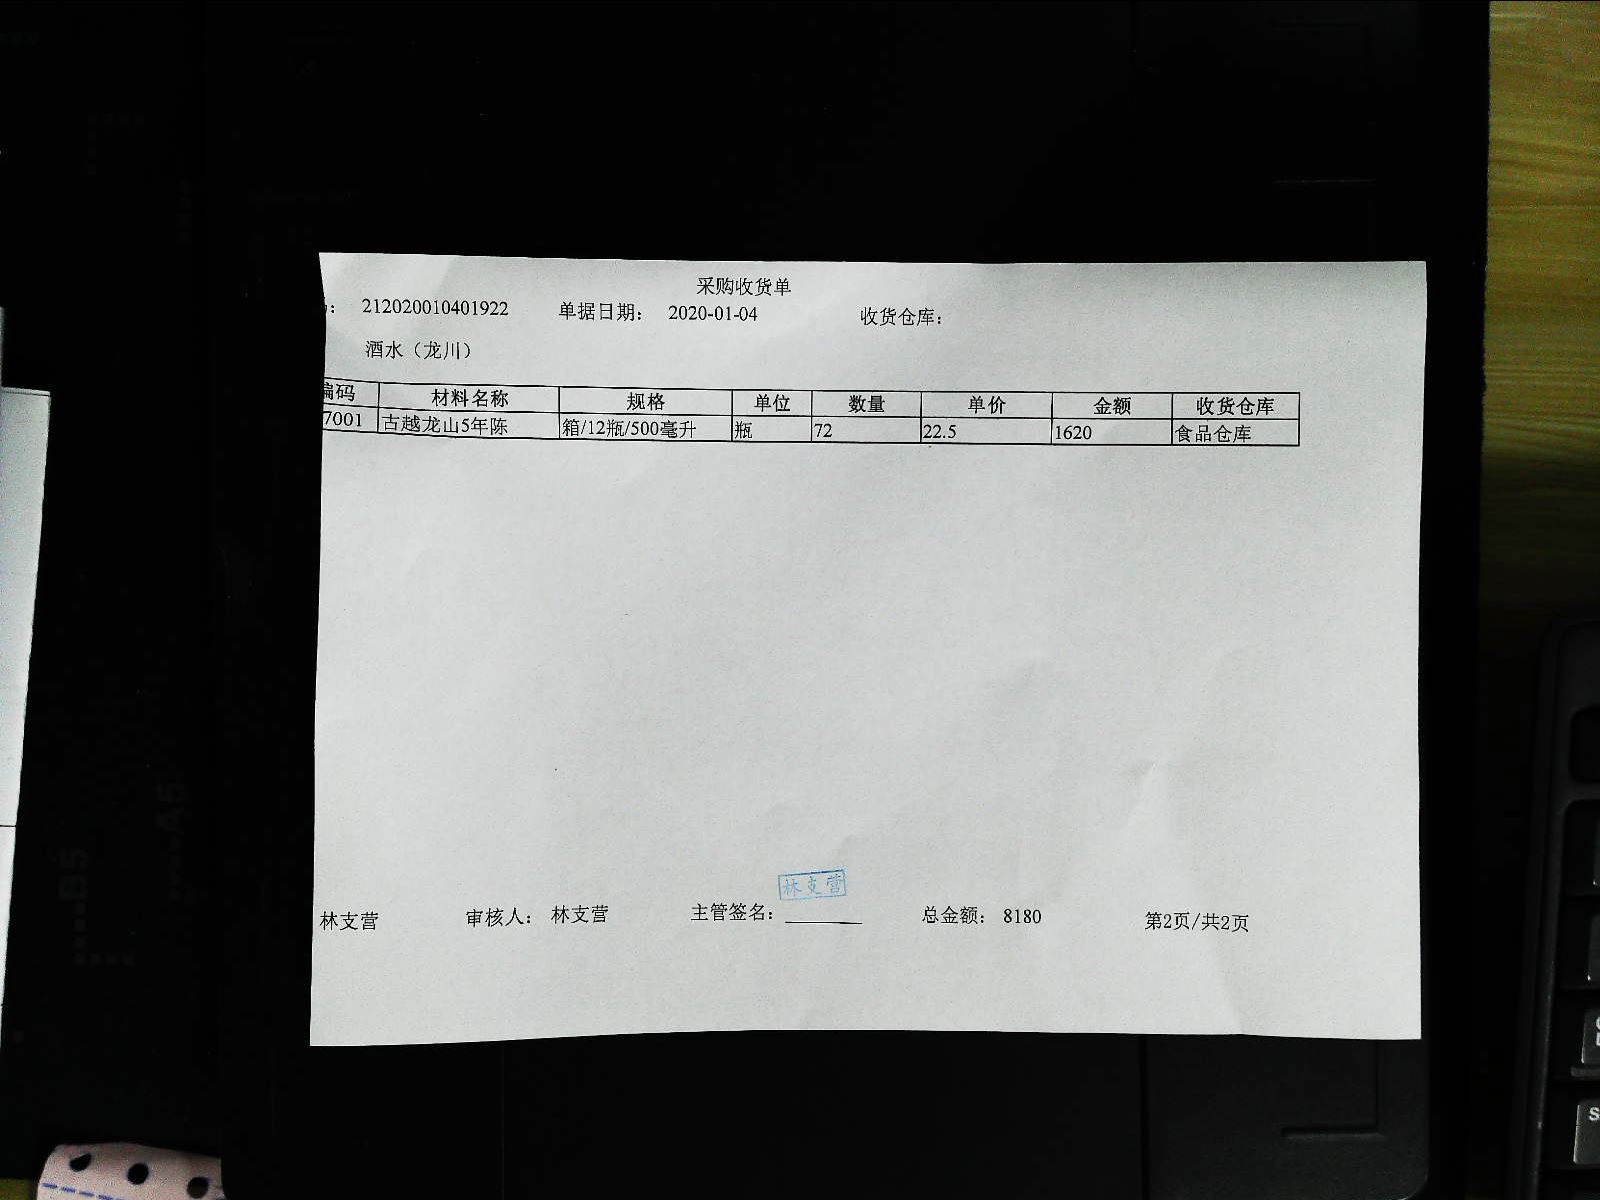 采购收货单
: 212020010401922 单据日期: 2020-01-04 收货仓库:
酒水（龙川）
编码 材料名称 规格 单位 数量 单价 金额 收货仓库
7001 古越龙山5年陈 箱/12瓶/500毫升 瓶 72 22.5 1620 食品仓库
林支营
林支营 审核人: 林支营 主管签名: 总金额: 8180 第2页/共2页
A5
B5